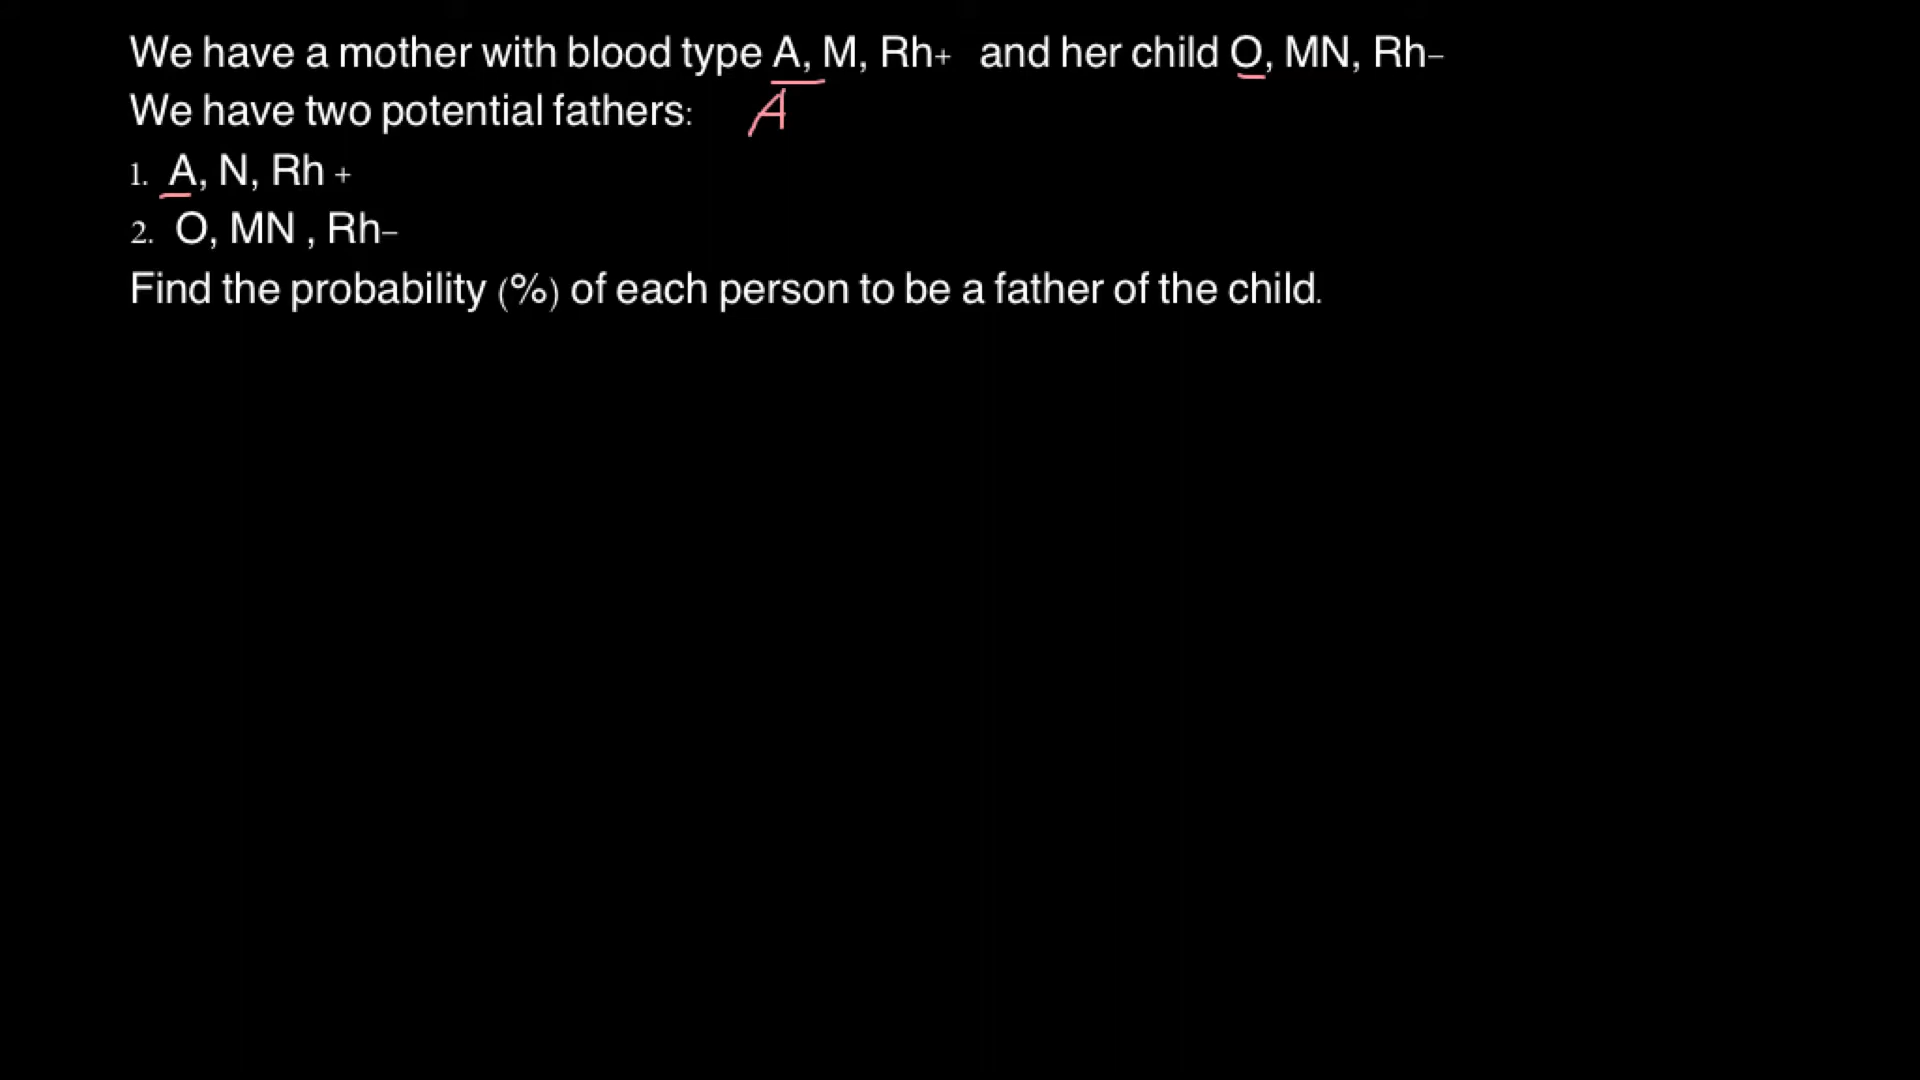 We have a mother with blood type A, M, Rh+ and her child O, MN, Rh-
We have two potential fathers: A
1. A, N, Rh +
2. O, MN , Rh-
Find the probability (%) of each person to be a father of the child.